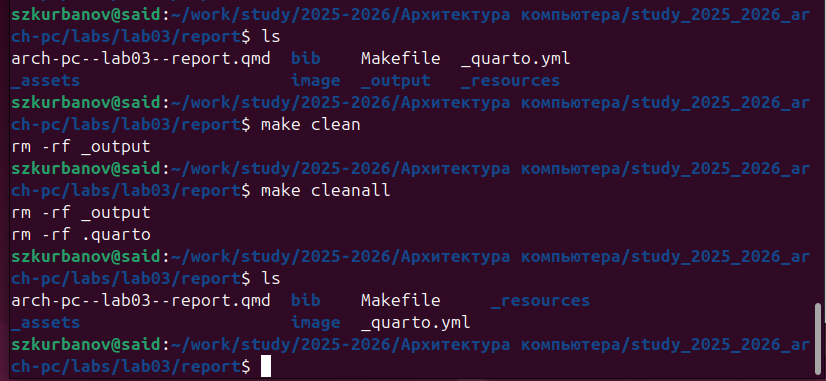 szkurbanov@said:~/work/study/2025-2026/Архитектура компьютера/study_2025_2026_ar
ch-pc/labs/lab03/report$ ls
arch-pc--lab03--report.qmd  bib    Makefile  _quarto.yml
_assets                     image  _output   _resources
szkurbanov@said:~/work/study/2025-2026/Архитектура компьютера/study_2025_2026_ar
ch-pc/labs/lab03/report$ make clean
rm -rf _output
szkurbanov@said:~/work/study/2025-2026/Архитектура компьютера/study_2025_2026_ar
ch-pc/labs/lab03/report$ make cleanall
rm -rf _output
rm -rf .quarto
szkurbanov@said:~/work/study/2025-2026/Архитектура компьютера/study_2025_2026_ar
ch-pc/labs/lab03/report$ ls
arch-pc--lab03--report.qmd  bib    Makefile     _resources
_assets                     image  _quarto.yml
szkurbanov@said:~/work/study/2025-2026/Архитектура компьютера/study_2025_2026_ar
ch-pc/labs/lab03/report$